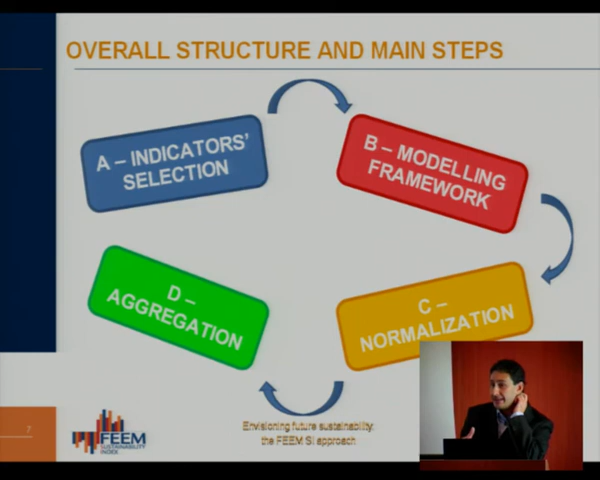 OVERALL STRUCTURE AND MAIN STEPS
A – INDICATORS'
SELECTION
B – MODELLING
FRAMEWORK
C –
NORMALIZATION
D –
AGGREGATION
7
FEEM
SUSTAINABILITY
INDEX
Envisioning future sustainability:
the FEEM SI approach